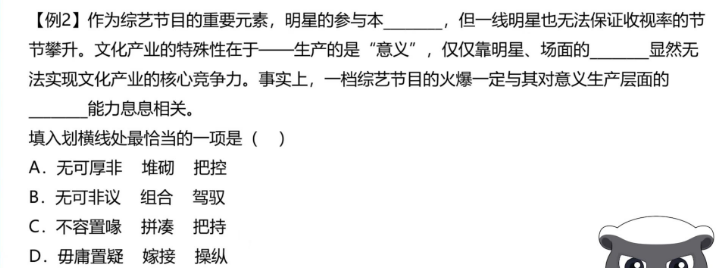 【例2】作为综艺节目的重要元素，明星的参与本______，但一线明星也无法保证收视率的节
节攀升。文化产业的特殊性在于——生产的是“意义”，仅仅靠明星、场面的______显然无
法实现文化产业的核心竞争力。事实上，一档综艺节目的火爆一定与其对意义生产层面的
______能力息息相关。
填入划横线处最恰当的一项是（ ）
A．无可厚非 堆砌 把控
B．无可非议 组合 驾驭
C．不容置喙 拼凑 把持
D．毋庸置疑 嫁接 操纵